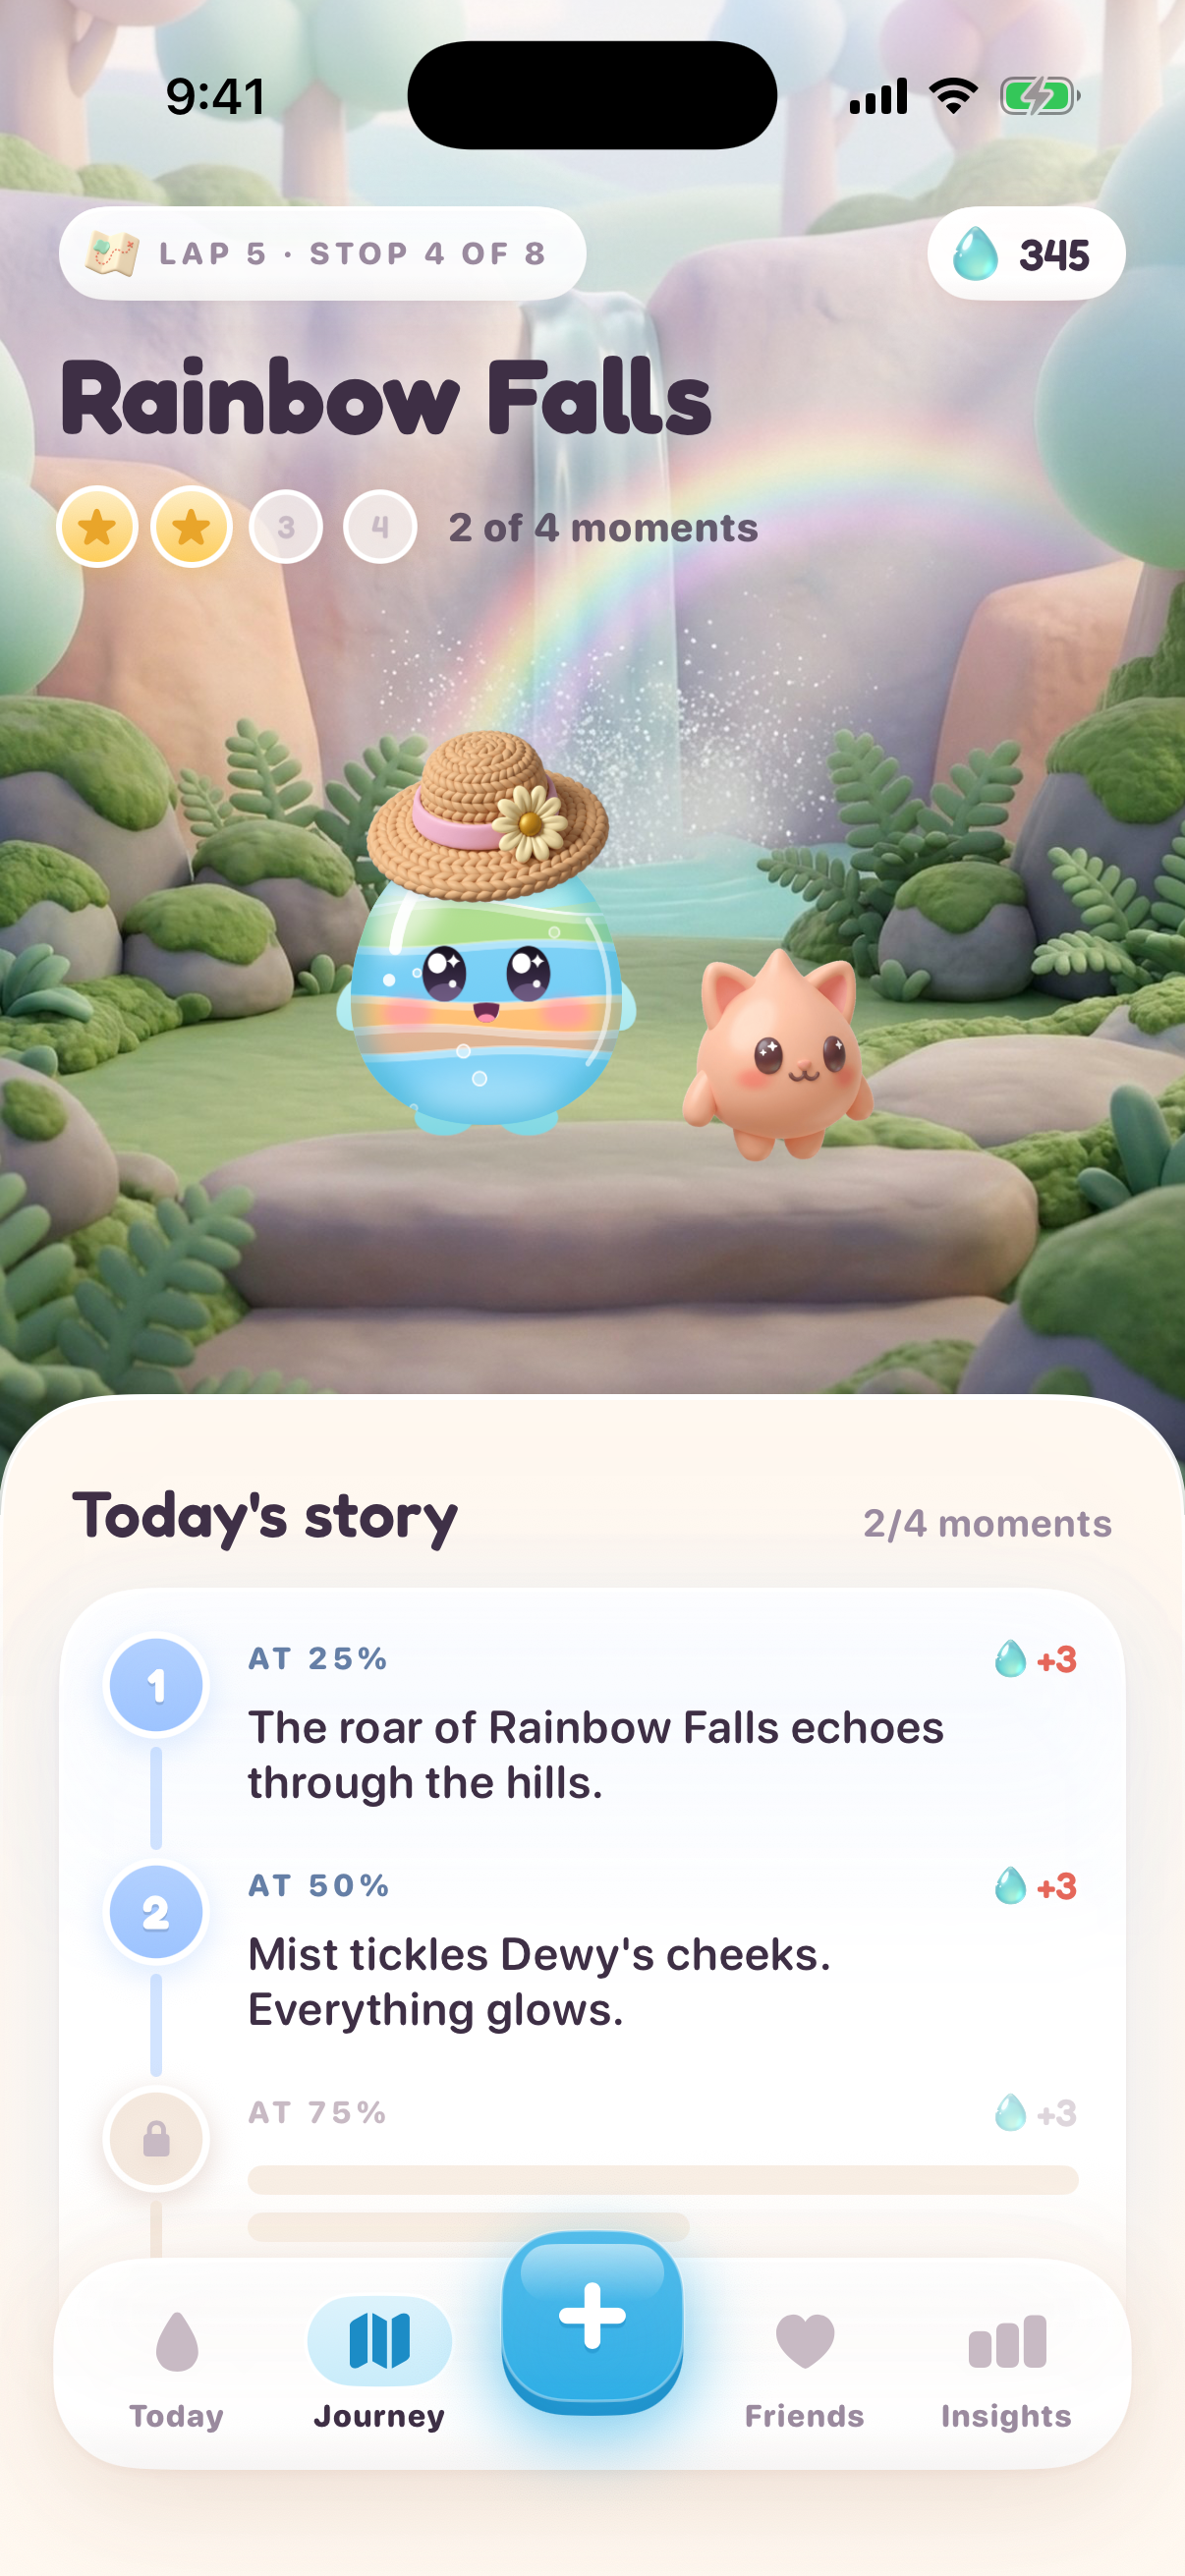 9:41
LAP 5 · STOP 4 OF 8
345
Rainbow Falls
3 4 2 of 4 moments
Today's story
2/4 moments
1
AT 25%
+3
The roar of Rainbow Falls echoes
through the hills.
2
AT 50%
+3
Mist tickles Dewy's cheeks.
Everything glows.
AT 75%
+3
Today
Journey
Friends
Insights